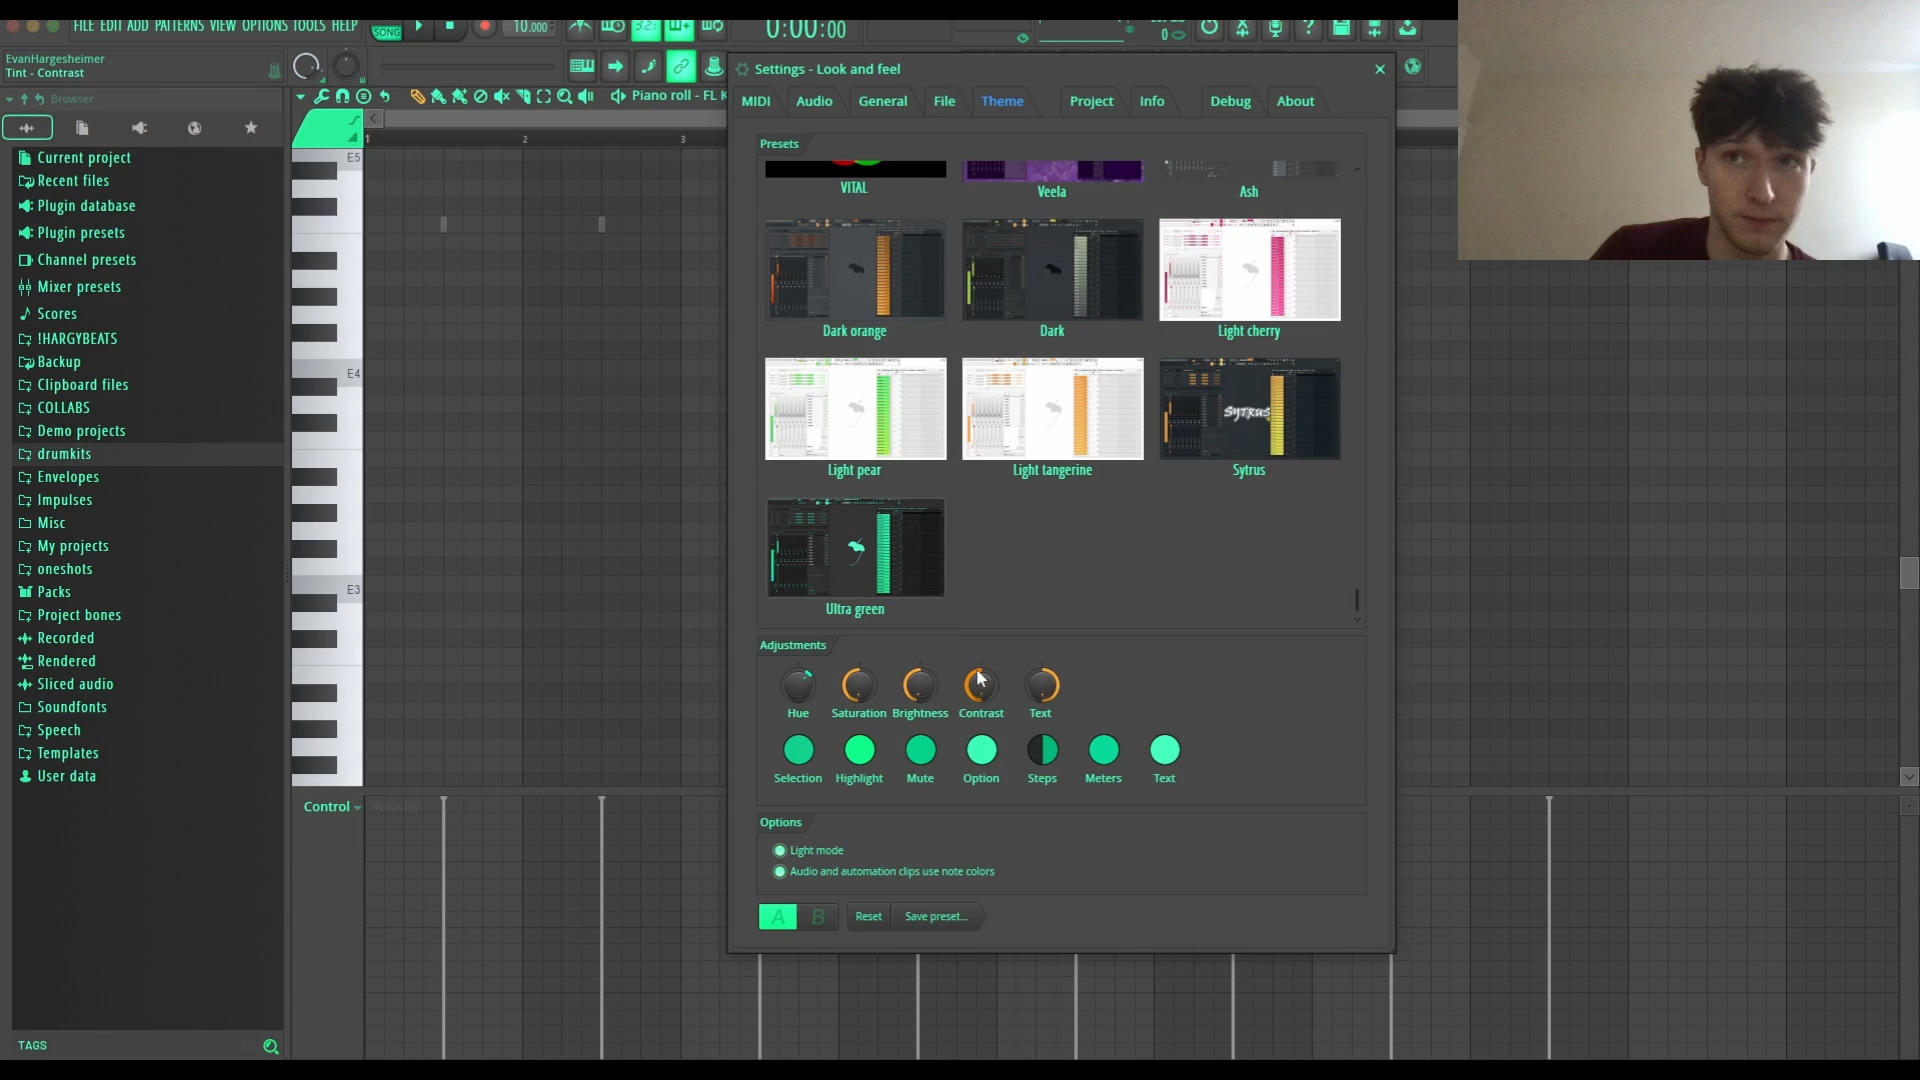 FILE EDIT ADD PATTERNS VIEW OPTIONS TOOLS HELP
SONG
10.000
3.2.1
0:00:00
0
EvanHargesheimer
Tint - Contrast
Browser
Piano roll - FL K
Settings - Look and feel
MIDI Audio General File Theme Project Info Debug About
1 2 3
Current project
Recent files
Plugin database
Plugin presets
Channel presets
Mixer presets
Scores
!HARGYBEATS
Backup
Clipboard files
COLLABS
Demo projects
drumkits
Envelopes
Impulses
Misc
My projects
oneshots
Packs
Project bones
Recorded
Rendered
Sliced audio
Soundfonts
Speech
Templates
User data
TAGS
E5
E4
E3
Control
Velocity
Presets
VITAL Veela Ash
Dark orange Dark Light cherry
SYTRUS
Light pear Light tangerine Sytrus
Ultra green
Adjustments
Hue Saturation Brightness Contrast Text
Selection Highlight Mute Option Steps Meters Text
Options
Light mode
Audio and automation clips use note colors
A B Reset Save preset...